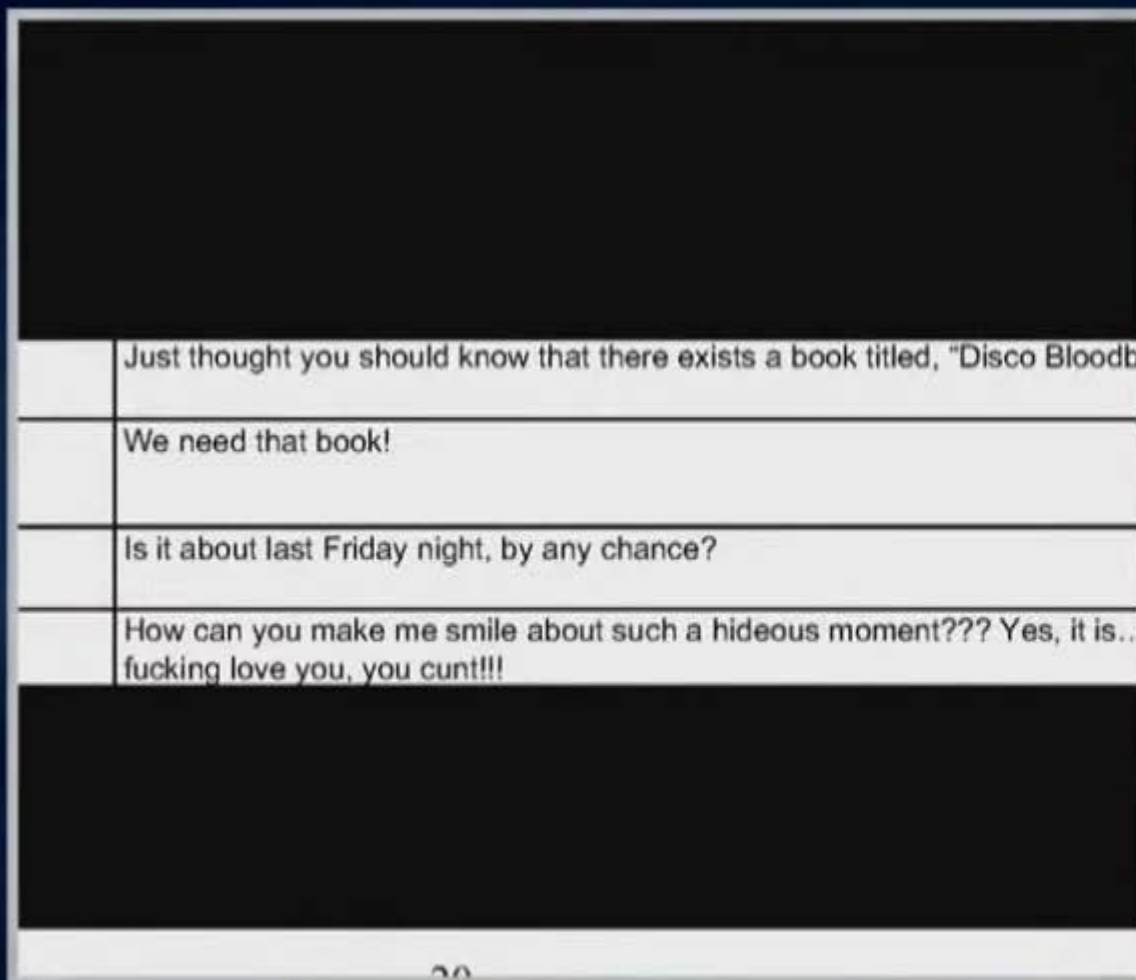 Just thought you should know that there exists a book titled, "Disco Bloodb
We need that book!
Is it about last Friday night, by any chance?
How can you make me smile about such a hideous moment??? Yes, it is..
fucking love you, you cunt!!!